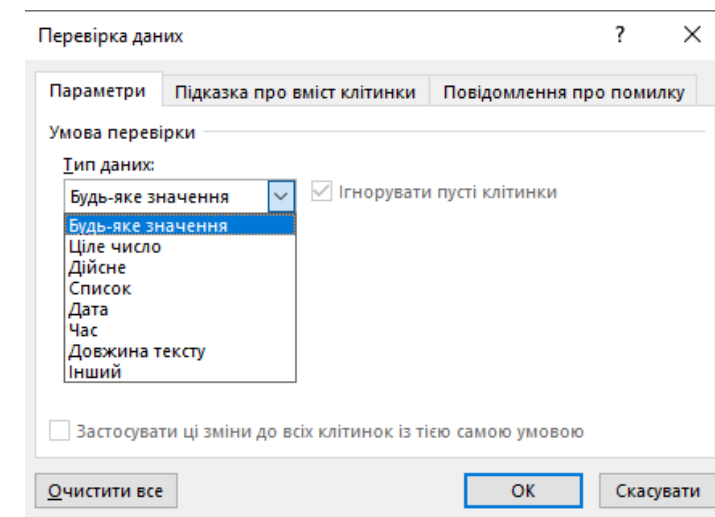 Перевірка даних ?
Параметри Підказка про вміст клітинки Повідомлення про помилку
Умова перевірки
Тип даних:
Будь-яке значення Ігнорувати пусті клітинки
Будь-яке значення
Ціле число
Дійсне
Список
Дата
Час
Довжина тексту
Інший
Застосувати ці зміни до всіх клітинок із тією самою умовою
Очистити все ОК Скасувати